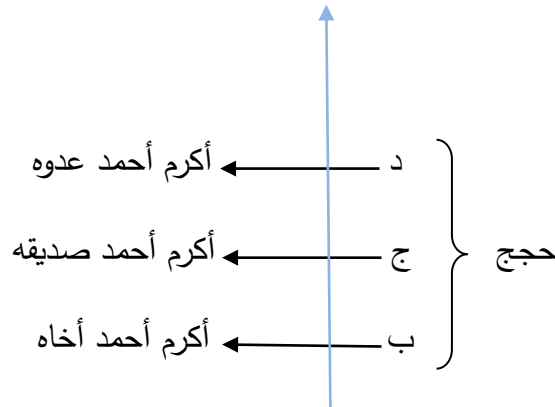 د أكرم أحمد عدوه
حجج ج أكرم أحمد صديقه
ب أكرم أحمد أخاه